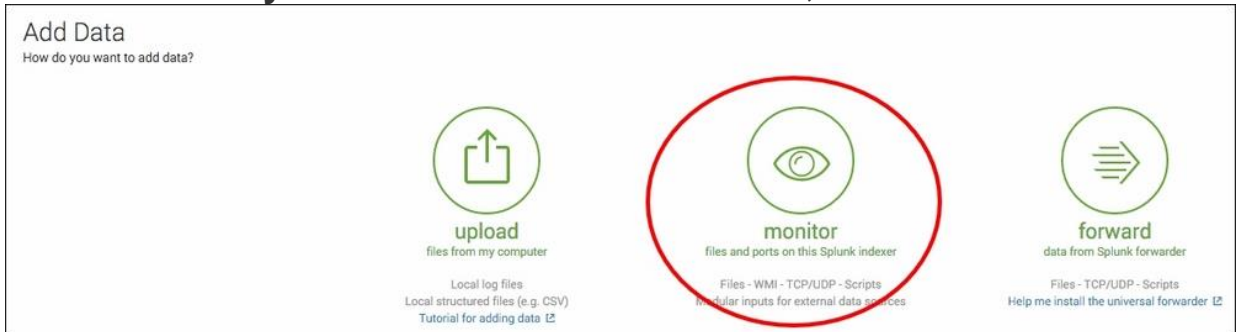 Add Data
How do you want to add data?
upload
files from my computer
Local log files
Local structured files (e.g. CSV)
Tutorial for adding data
monitor
files and ports on this Splunk indexer
Files - WMI - TCP/UDP - Scripts
Modular inputs for external data sources
forward
data from Splunk forwarder
Files - TCP/UDP - Scripts
Help me install the universal forwarder